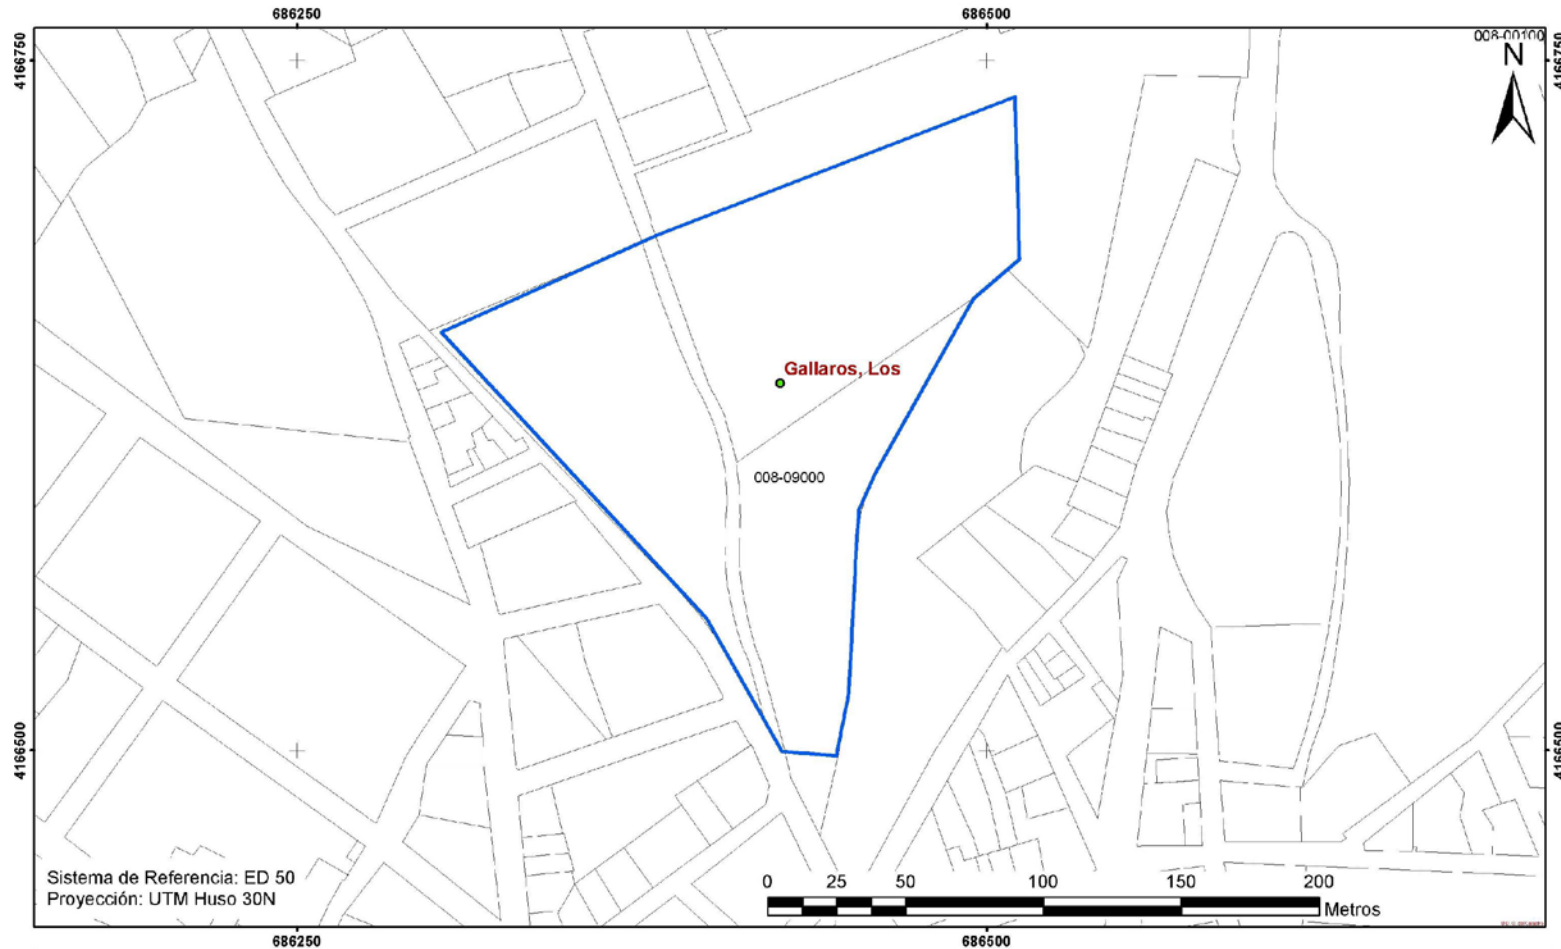 686250 686500
4166750 4166750
008-00100
N
Gallaros, Los
008-09000
4166500 4166500
Sistema de Referencia: ED 50
Proyección: UTM Huso 30N
0 25 50 100 150 200
Metros
686250 686500